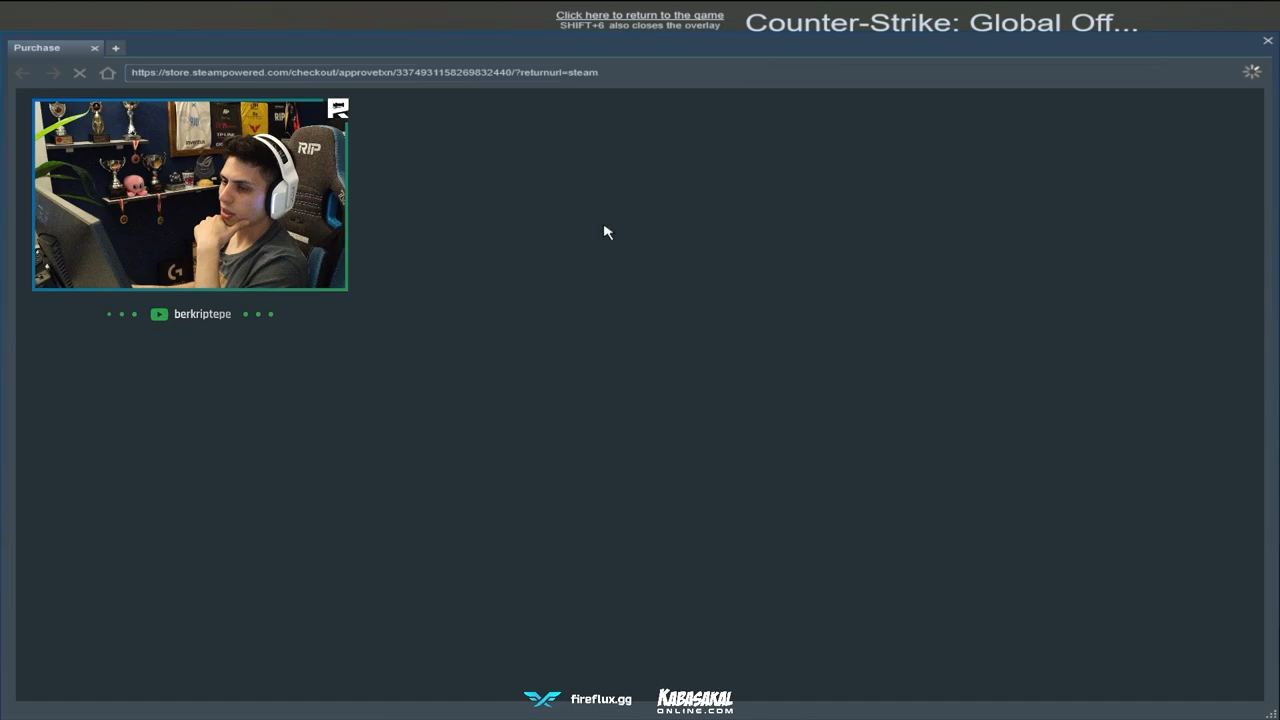 Click here to return to the game
SHIFT+6 also closes the overlay
Counter-Strike: Global Off...
Purchase
https://store.steampowered.com/checkout/approvetxn/3374931158269832440/?returnurl=steam
RIP
berkriptepe
fireflux.gg
KABASAKAL
ONLINE.COM